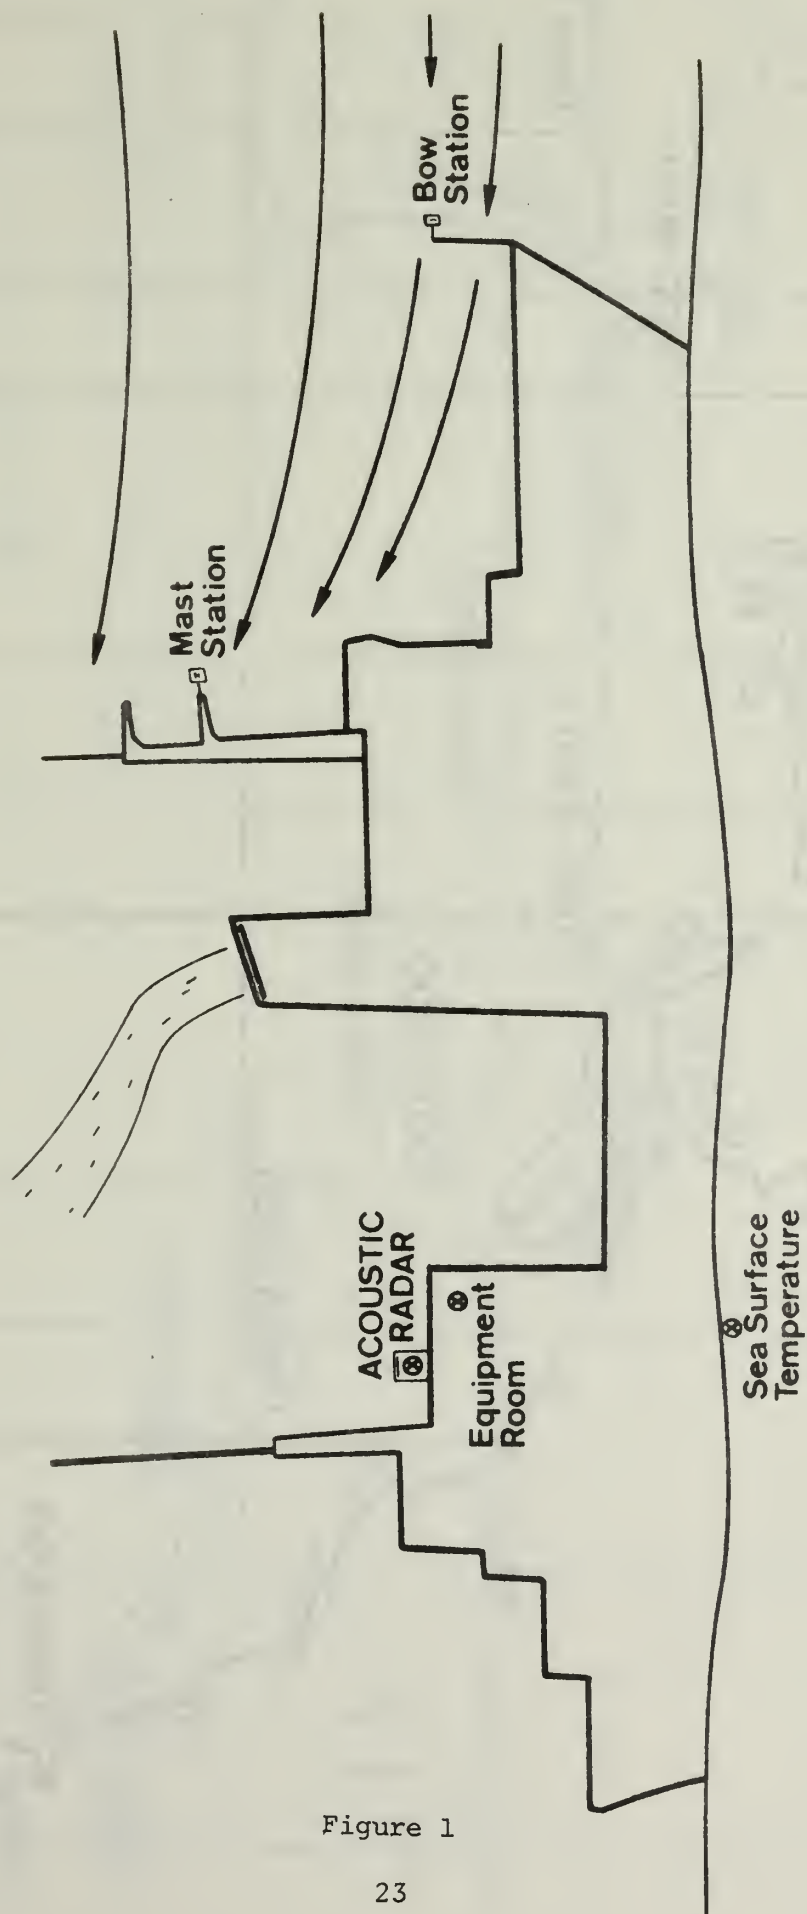 Bow
Station
Mast
Station
ACOUSTIC
RADAR
Equipment
Room
Sea Surface
Temperature
Figure 1
23